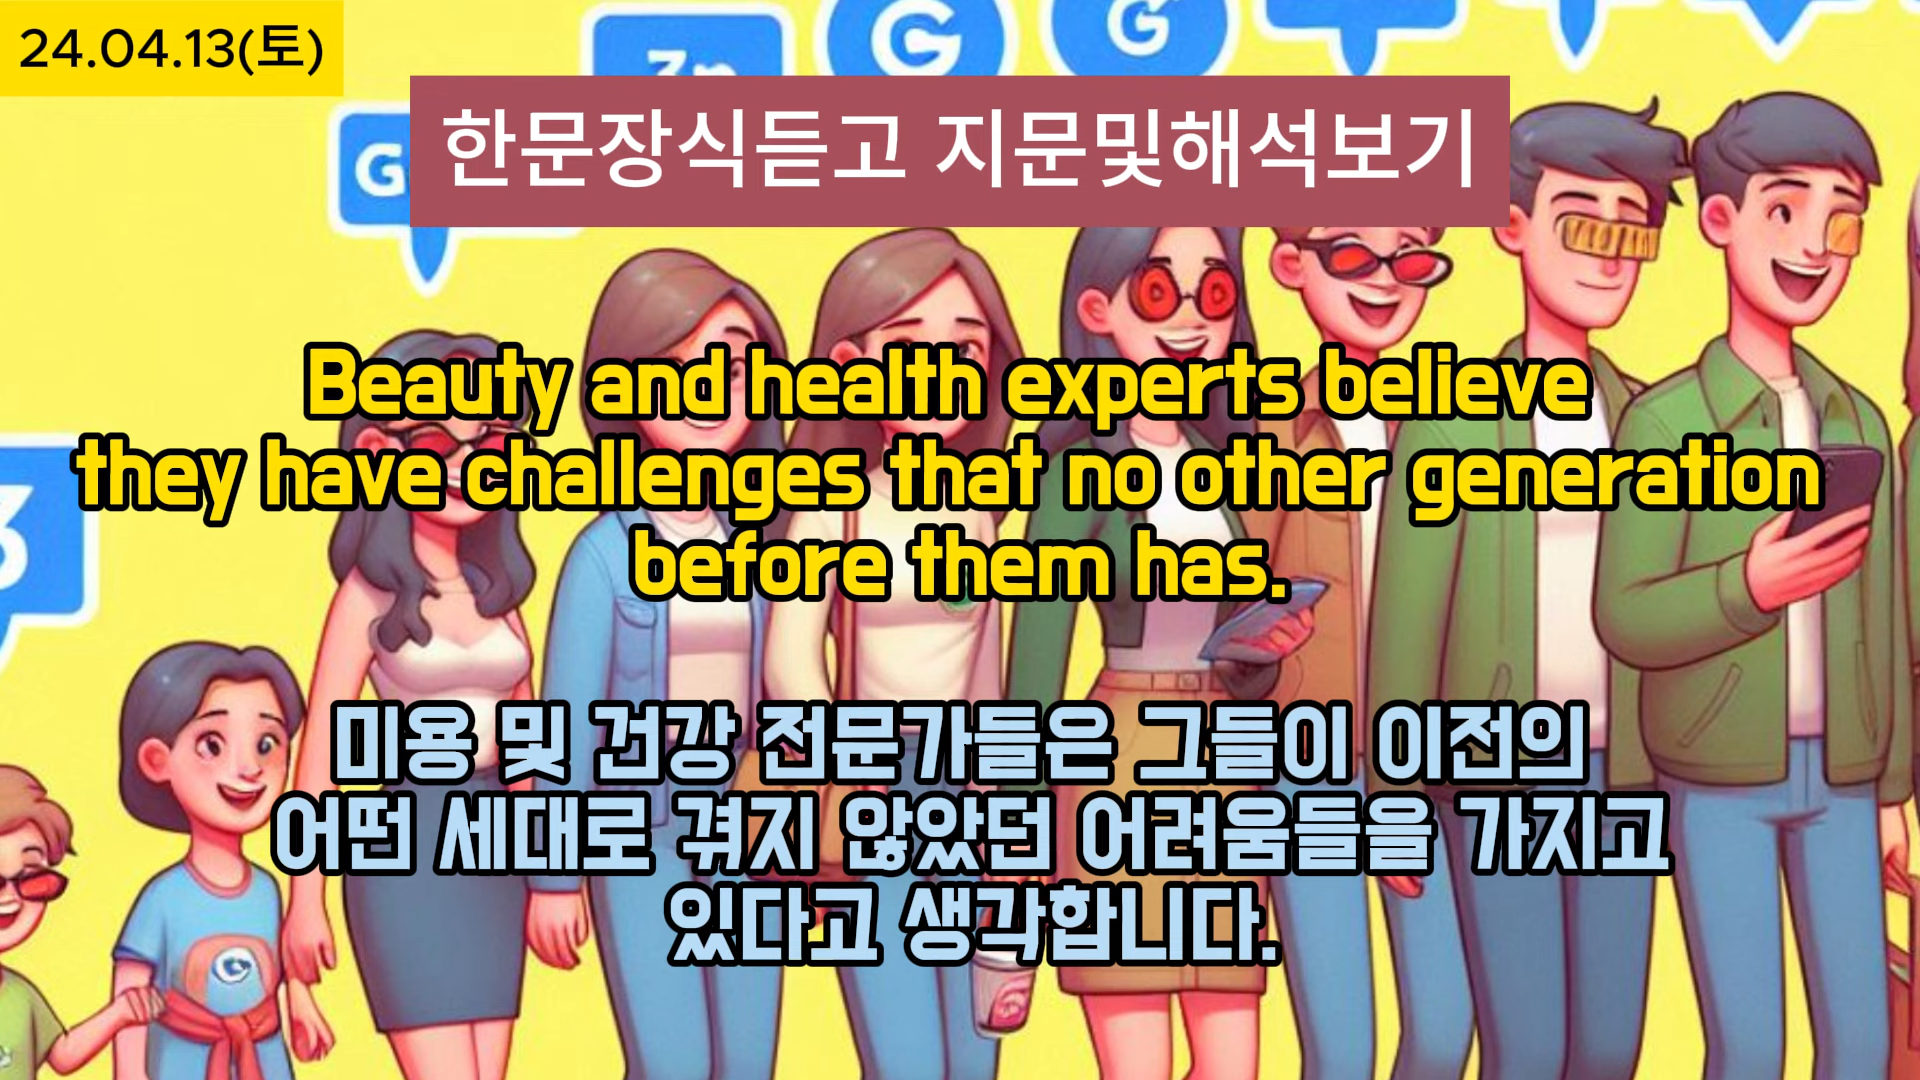 24.04.13(토)
한문장식듣고 지문및해석보기
Beauty and health experts believe
they have challenges that no other generation
before them has.
미용 및 건강 전문가들은 그들이 이전의
어떤 세대로 겪지 않았던 어려움들을 가지고
있다고 생각합니다.